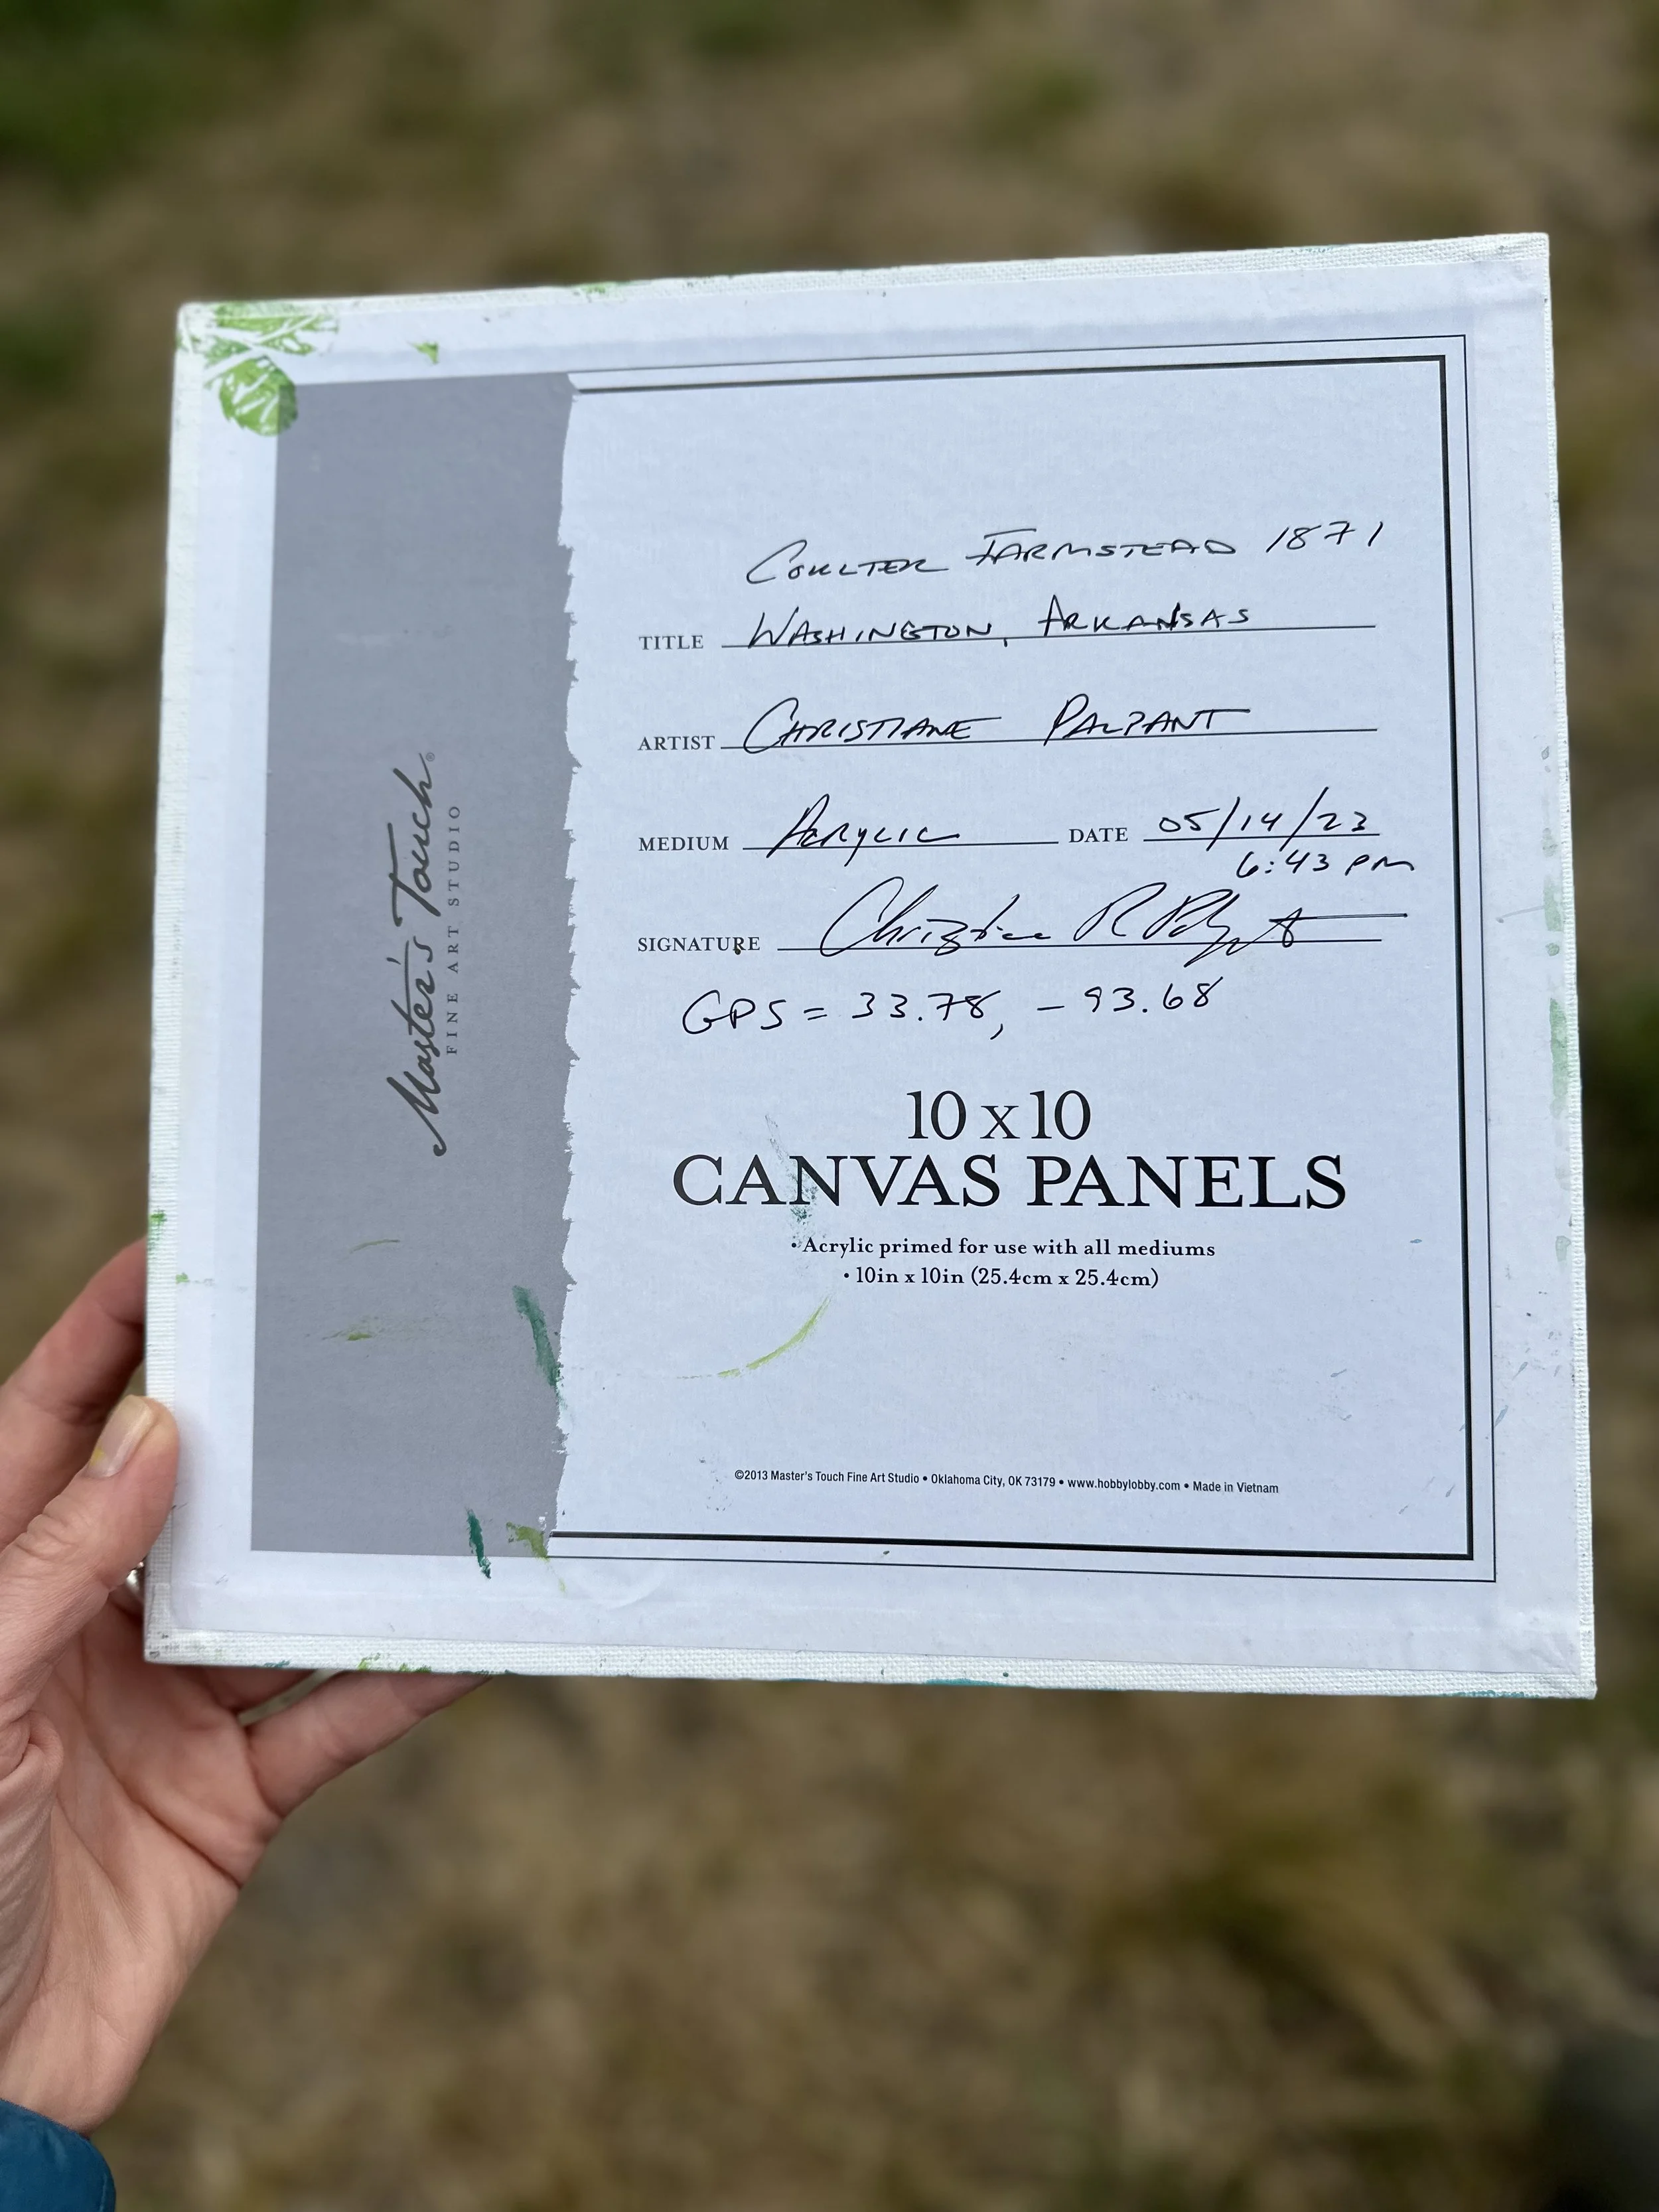 COULTER FARMSTEAD 1871
TITLE WASHINGTON, ARKANSAS
ARTIST CHRISTIANE PALPANT
MEDIUM ACRYLIC DATE 05/14/23
6:43 PM
SIGNATURE Christiane R Palpant
GPS = 33.78, -93.68
10 x 10
CANVAS PANELS
• Acrylic primed for use with all mediums
• 10in x 10in (25.4cm x 25.4cm)
©2013 Master's Touch Fine Art Studio • Oklahoma City, OK 73179 • www.hobbylobby.com • Made in Vietnam
Master's Touch®
FINE ART STUDIO